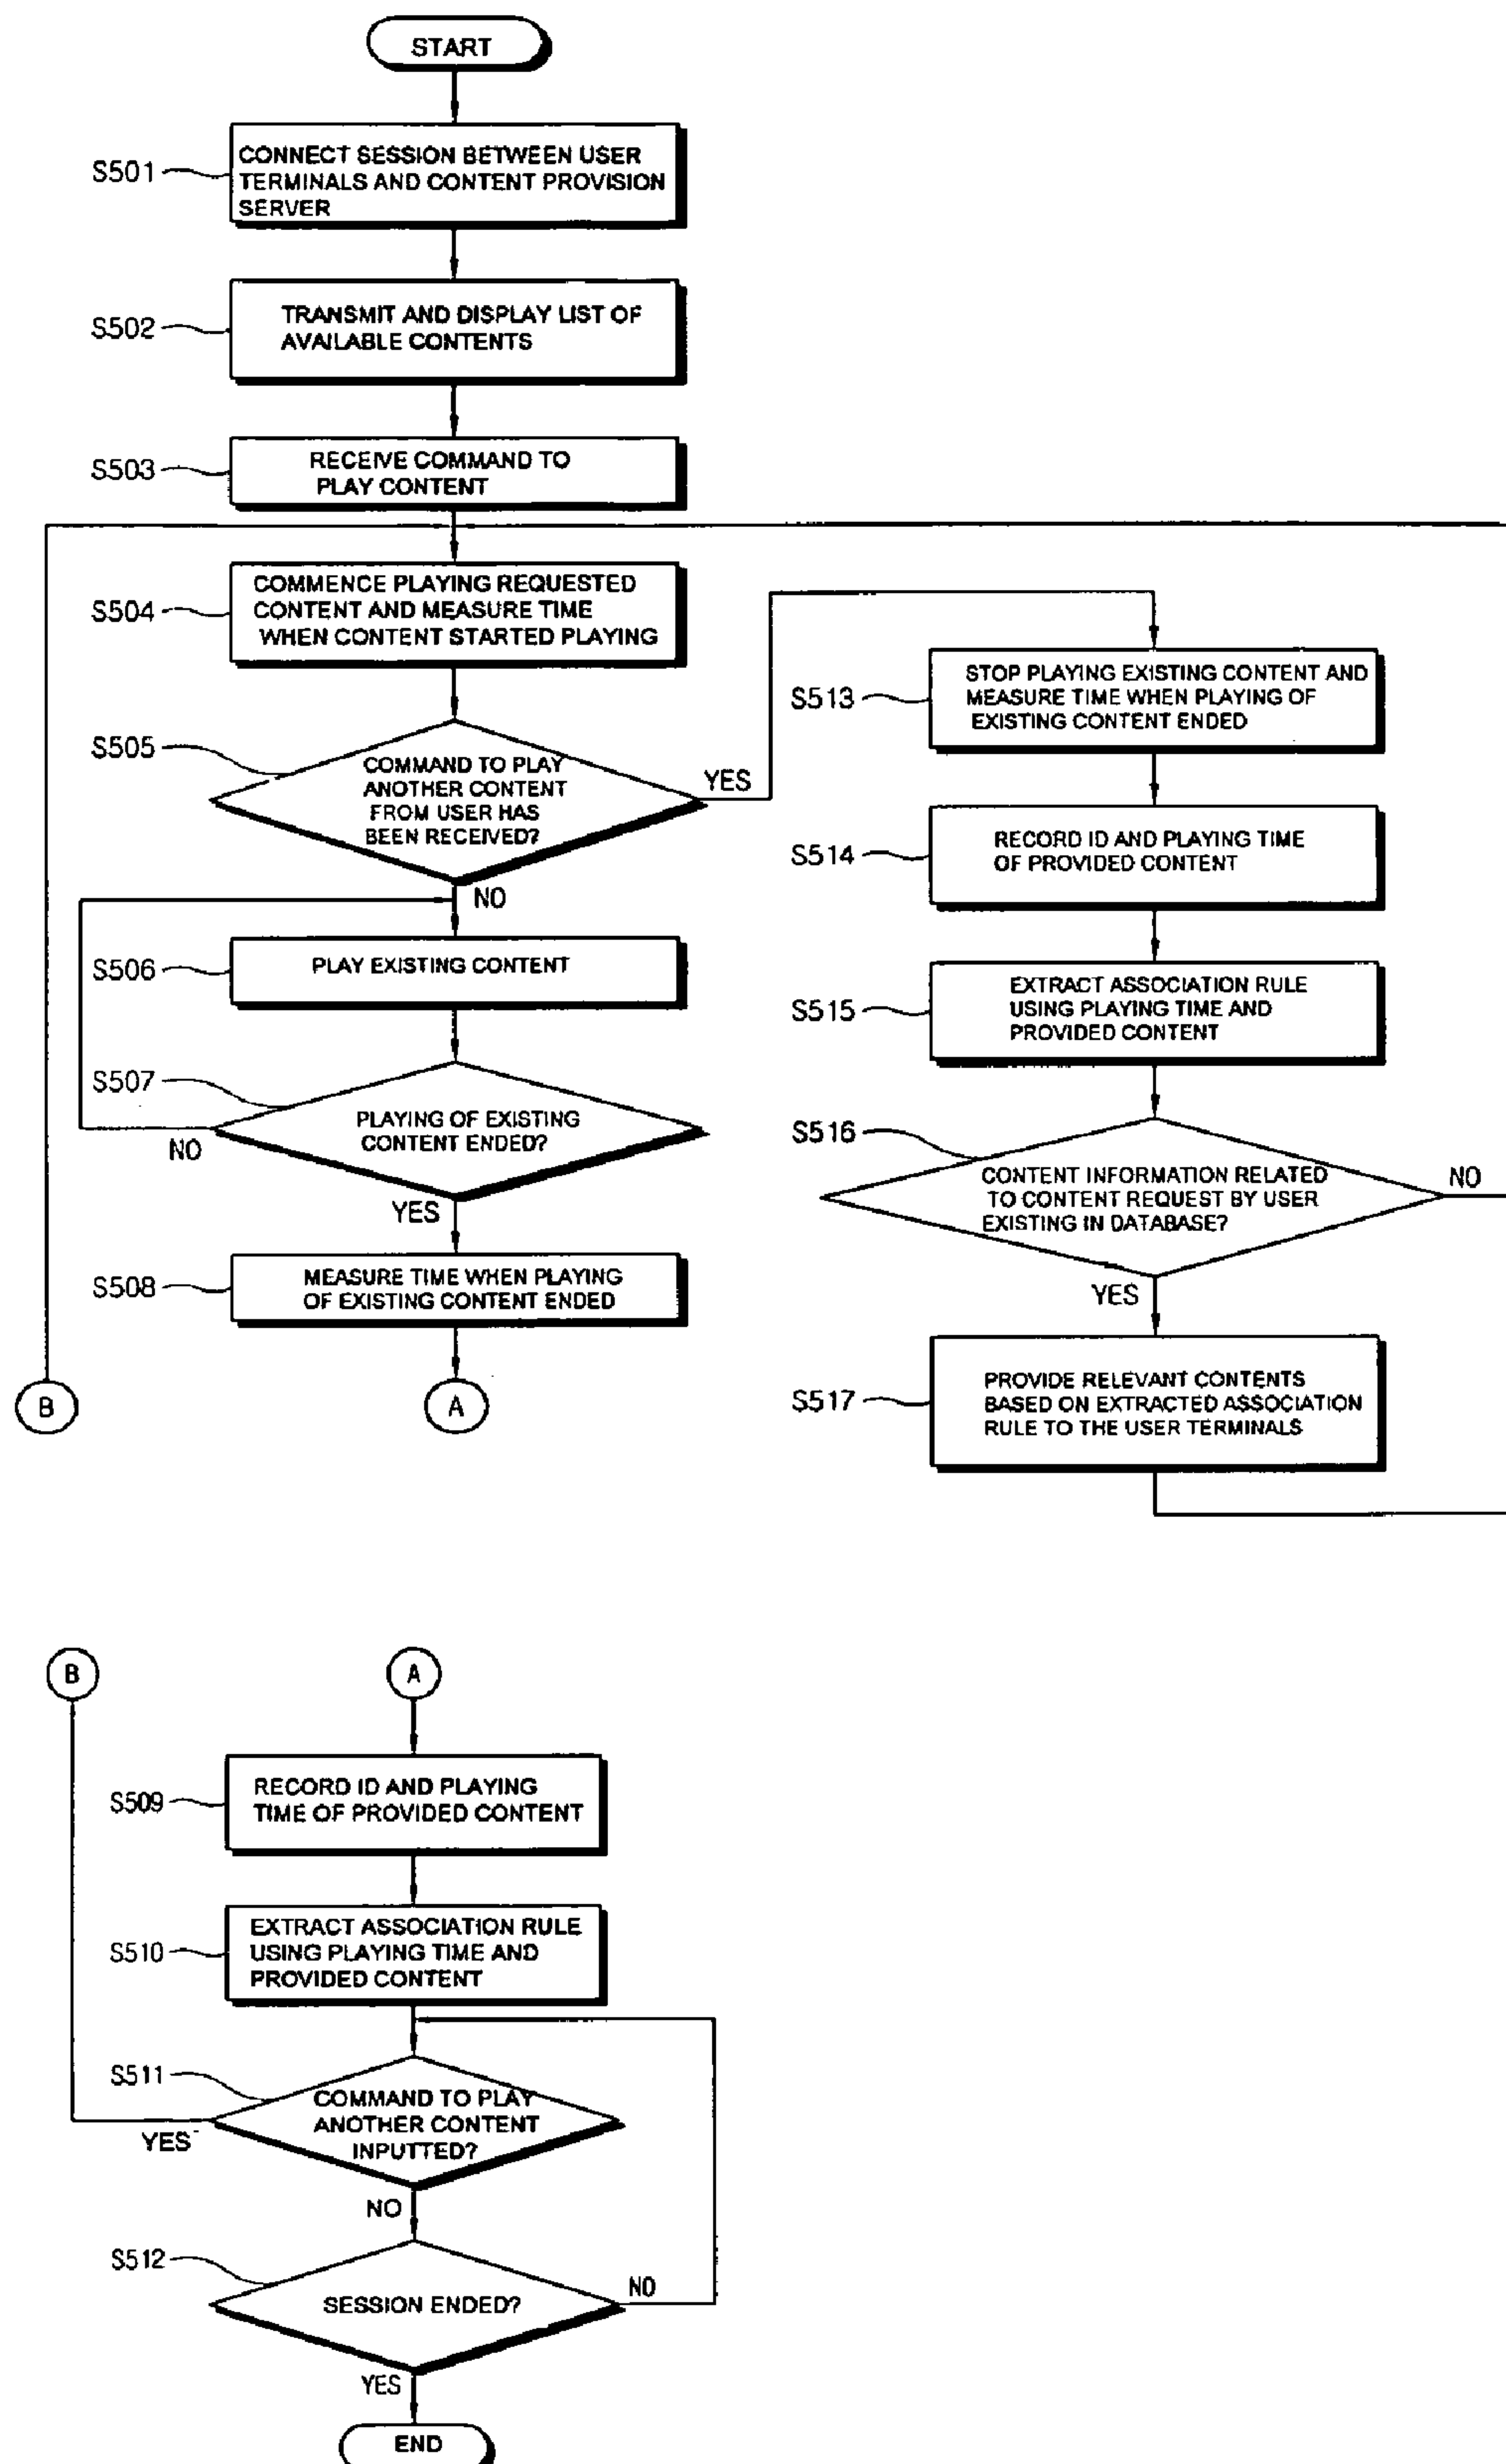 START
S501
CONNECT SESSION BETWEEN USER
TERMINALS AND CONTENT PROVISION
SERVER
S502
TRANSMIT AND DISPLAY LIST OF
AVAILABLE CONTENTS
S503
RECEIVE COMMAND TO
PLAY CONTENT
S504
COMMENCE PLAYING REQUESTED
CONTENT AND MEASURE TIME
WHEN CONTENT STARTED PLAYING
S505
COMMAND TO PLAY
ANOTHER CONTENT
FROM USER HAS
BEEN RECEIVED?
YES
NO
S506
PLAY EXISTING CONTENT
S507
PLAYING OF EXISTING
CONTENT ENDED?
NO
YES
S508
MEASURE TIME WHEN PLAYING
OF EXISTING CONTENT ENDED
B
A
S513
STOP PLAYING EXISTING CONTENT AND
MEASURE TIME WHEN PLAYING OF
EXISTING CONTENT ENDED
S514
RECORD ID AND PLAYING TIME
OF PROVIDED CONTENT
S515
EXTRACT ASSOCIATION RULE
USING PLAYING TIME AND
PROVIDED CONTENT
S516
CONTENT INFORMATION RELATED
TO CONTENT REQUEST BY USER
EXISTING IN DATABASE?
NO
YES
S517
PROVIDE RELEVANT CONTENTS
BASED ON EXTRACTED ASSOCIATION
RULE TO THE USER TERMINALS
B
A
S509
RECORD ID AND PLAYING
TIME OF PROVIDED CONTENT
S510
EXTRACT ASSOCIATION RULE
USING PLAYING TIME AND
PROVIDED CONTENT
S511
COMMAND TO PLAY
ANOTHER CONTENT
INPUTTED?
YES
NO
S512
SESSION ENDED?
NO
YES
END